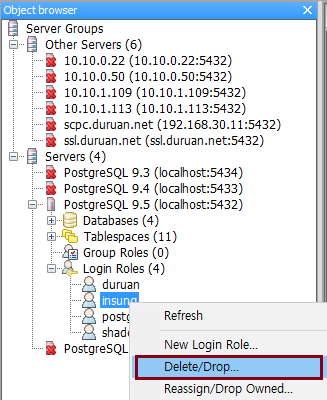 Object browser
Server Groups
Other Servers (6)
10.10.0.22 (10.10.0.22:5432)
10.10.0.50 (10.10.0.50:5432)
10.10.1.109 (10.10.1.109:5432)
10.10.1.113 (10.10.1.113:5432)
scpc.duruan.net (192.168.30.11:5432)
ssl.duruan.net (ssl.duruan.net:5432)
Servers (4)
PostgreSQL 9.3 (localhost:5434)
PostgreSQL 9.4 (localhost:5433)
PostgreSQL 9.5 (localhost:5432)
Databases (4)
Tablespaces (11)
Group Roles (0)
Login Roles (4)
duruan
insung
postg
shad
PostgreSQL
Refresh
New Login Role...
Delete/Drop...
Reassign/Drop Owned...